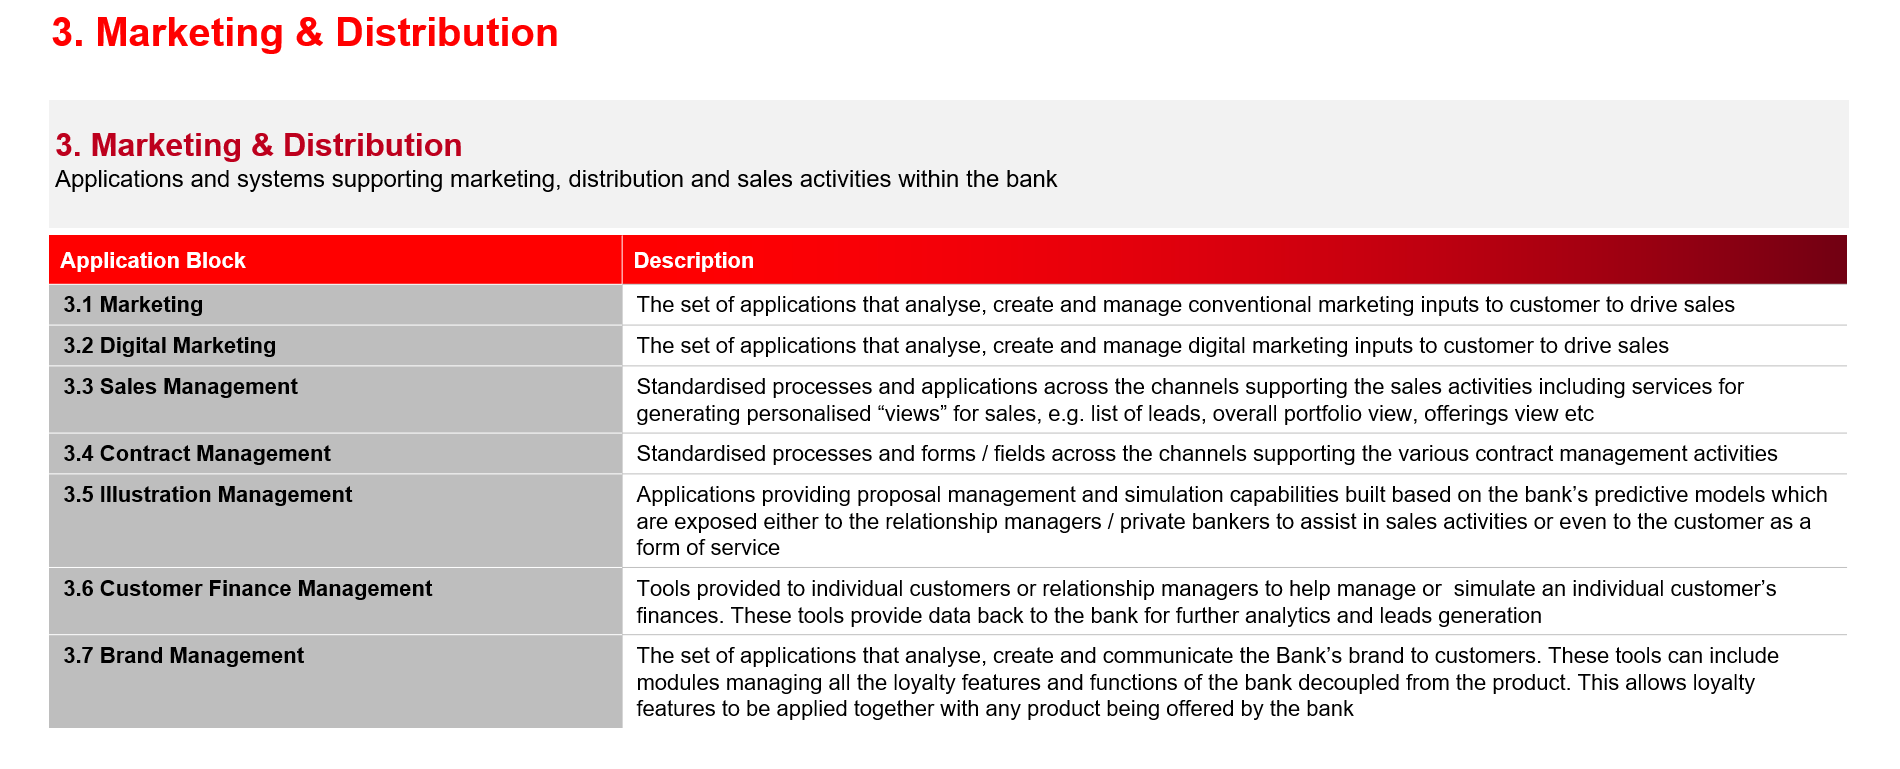 3. Marketing & Distribution
3. Marketing & Distribution
Applications and systems supporting marketing, distribution and sales activities within the bank
Application Block
Description
3.1 Marketing
The set of applications that analyse, create and manage conventional marketing inputs to customer to drive sales
3.2 Digital Marketing
The set of applications that analyse, create and manage digital marketing inputs to customer to drive sales
3.3 Sales Management
Standardised processes and applications across the channels supporting the sales activities including services for
generating personalised “views” for sales, e.g. list of leads, overall portfolio view, offerings view etc
3.4 Contract Management
Standardised processes and forms / fields across the channels supporting the various contract management activities
3.5 Illustration Management
Applications providing proposal management and simulation capabilities built based on the bank’s predictive models which
are exposed either to the relationship managers / private bankers to assist in sales activities or even to the customer as a
form of service
3.6 Customer Finance Management
Tools provided to individual customers or relationship managers to help manage or  simulate an individual customer’s
finances. These tools provide data back to the bank for further analytics and leads generation
3.7 Brand Management
The set of applications that analyse, create and communicate the Bank’s brand to customers. These tools can include
modules managing all the loyalty features and functions of the bank decoupled from the product. This allows loyalty
features to be applied together with any product being offered by the bank